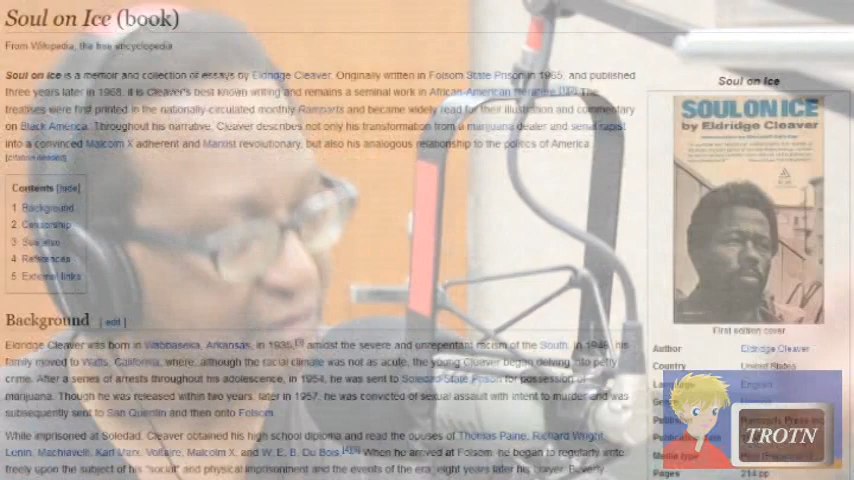 Soul on Ice (book)
From Wikipedia, the free encyclopedia
Soul on Ice is a memoir and collection of essays by Eldridge Cleaver. Originally written in Folsom State Prison in 1965, and published
three years later in 1968, it is Cleaver's best known writing and remains a seminal work in African-American literature.[1][2] The
treatises were first printed in the nationally-circulated monthly Ramparts and became widely read for their illustration and commentary
on Black America. Throughout his narrative, Cleaver describes not only his transformation from a marijuana dealer and serial rapist
into a convinced Malcolm X adherent and Marxist revolutionary, but also his analogous relationship to the politics of America.
[citation needed]
Contents [hide]
1 Background
2 Censorship
3 See also
4 References
5 External links
Background [edit]
Eldridge Cleaver was born in Wabbaseka, Arkansas, in 1935,[3] amidst the severe and unrepentant racism of the South. In 1946, his
family moved to Watts, California, where, although the racial climate was not as acute, the young Cleaver began delving into petty
crime. After a series of arrests throughout his adolescence, in 1954, he was sent to Soledad State Prison for possession of
marijuana. Though he was released within two years, later in 1957, he was convicted of sexual assault with intent to murder and was
subsequently sent to San Quentin and then onto Folsom.
While imprisoned at Soledad, Cleaver obtained his high school diploma and read the opuses of Thomas Paine, Richard Wright,
Lenin, Machiavelli, Karl Marx, Voltaire, Malcolm X, and W. E. B. Du Bois. When he arrived at Folsom, he began to regularly write
freely upon the subject of his "social" and physical imprisonment and the events of the era; eight years later his lawyer, Beverly
Soul on Ice
SOUL ON ICE
by Eldridge Cleaver
First edition cover
Author Eldridge Cleaver
Country United States
Language English
Media type
Pages 214 pp
TROTN